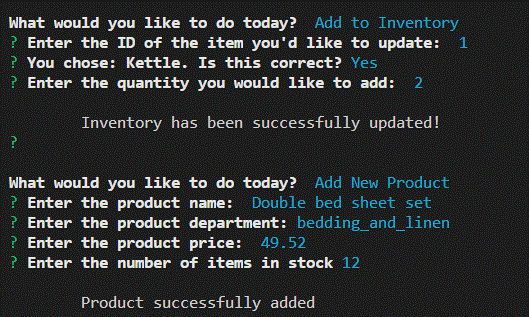 What would you like to do today?  Add to Inventory
? Enter the ID of the item you'd like to update:  1
? You chose: Kettle. Is this correct? Yes
? Enter the quantity you would like to add:  2
Inventory has been successfully updated!
?
What would you like to do today?  Add New Product
? Enter the product name:  Double bed sheet set
? Enter the product department: bedding_and_linen
? Enter the product price:  49.52
? Enter the number of items in stock 12
Product successfully added